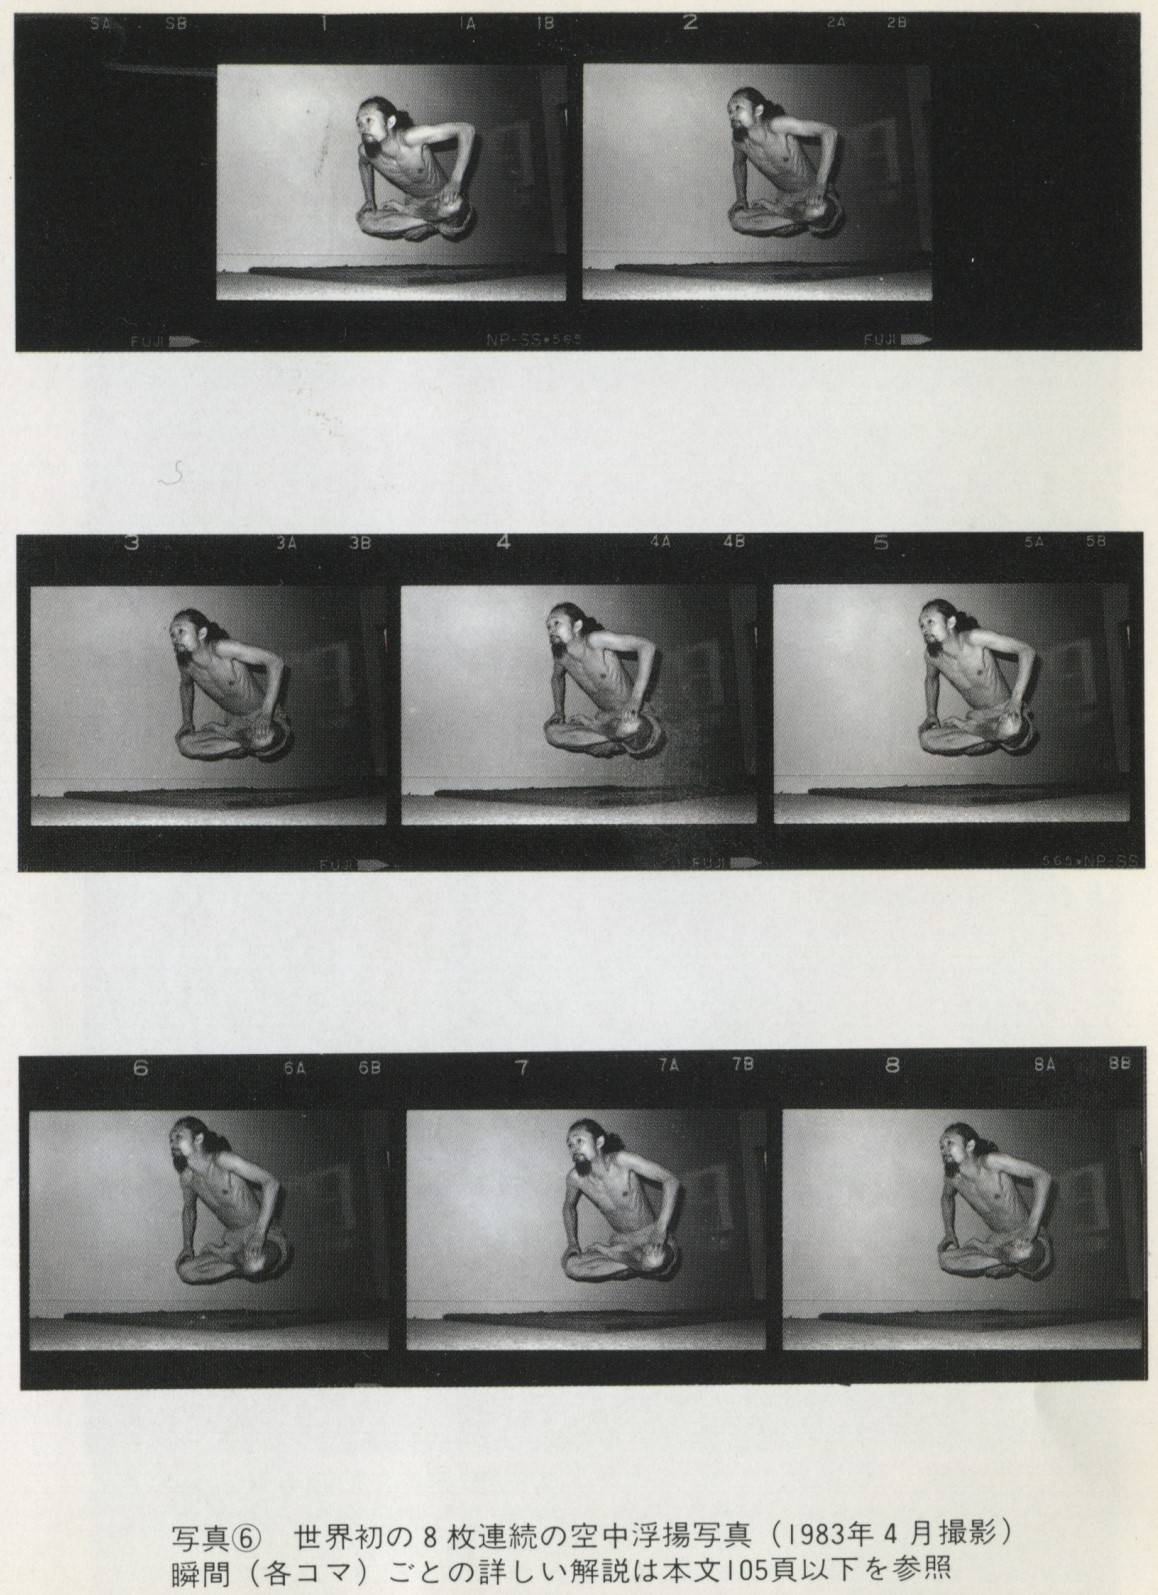 SA SB 1 1A 1B 2 2A 2B
FUJI NP-SS•565 FUJI
3 3A 3B 4 4A 4B 5 5A 5B
FUJI FUJI 565•NP-SS
6 6A 6B 7 7A 7B 8 8A 8B
写真⑥ 世界初の8枚連続の空中浮揚写真(1983年4月撮影)
瞬間(各コマ)ごとの詳しい解説は本文105頁以下を参照